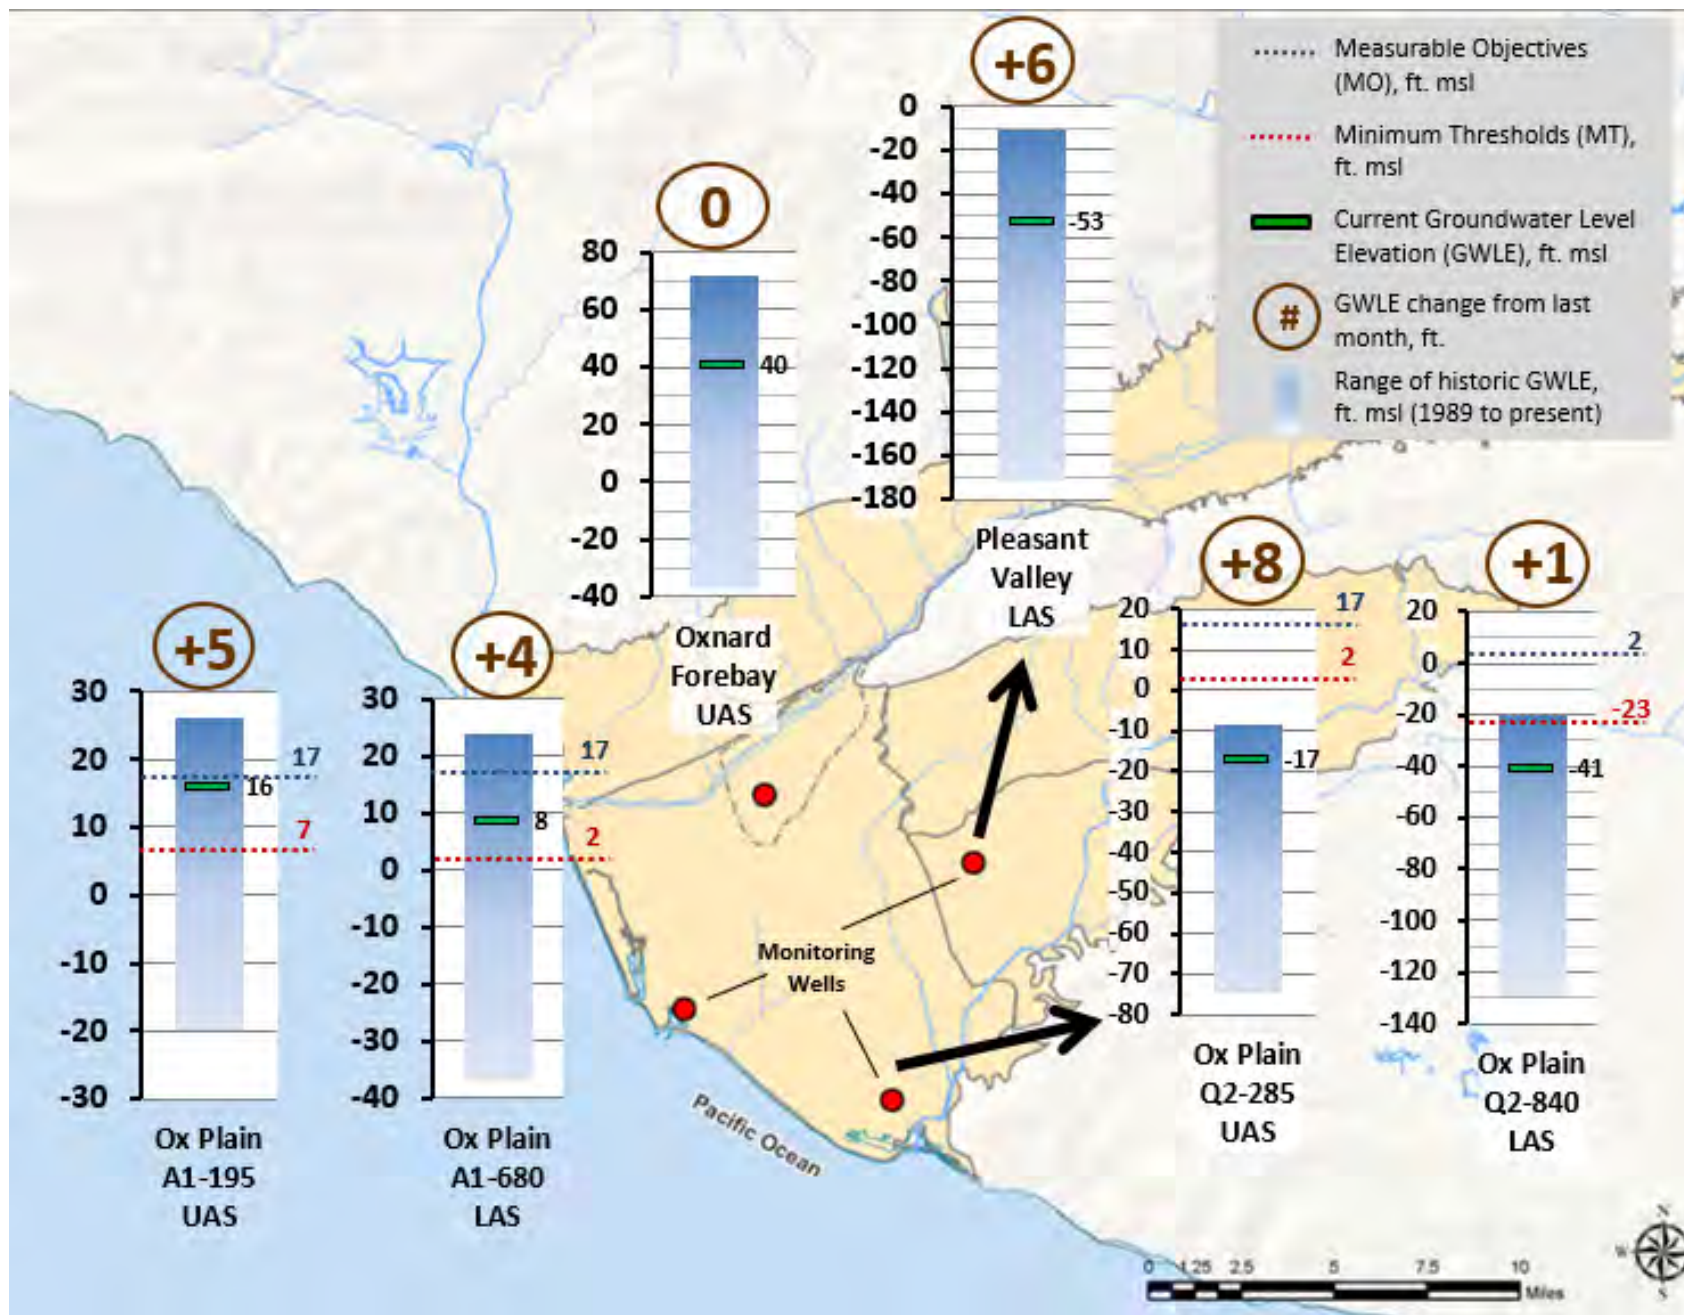 Measurable Objectives
(MO), ft. msl
Minimum Thresholds (MT),
ft. msl
Current Groundwater Level
Elevation (GWLE), ft. msl
#
GWLE change from last
month, ft.
Range of historic GWLE,
ft. msl (1989 to present)
+6
0
-20
-40
-60
-80
-100
-120
-140
-160
-180
-53
Pleasant
Valley
LAS
0
80
60
40
20
0
-20
-40
40
Oxnard
Forebay
UAS
+5
30
20
10
0
-10
-20
-30
17
16
7
Ox Plain
A1-195
UAS
+4
30
20
10
0
-10
-20
-30
-40
17
8
2
Ox Plain
A1-680
LAS
+8
20
10
0
-10
-20
-30
-40
-50
-60
-70
-80
17
2
-17
Ox Plain
Q2-285
UAS
+1
20
0
-20
-40
-60
-80
-100
-120
-140
2
-23
-41
Ox Plain
Q2-840
LAS
Monitoring
Wells
Pacific Ocean
N
W
S
0 1.25 2.5 5 7.5 10
Miles